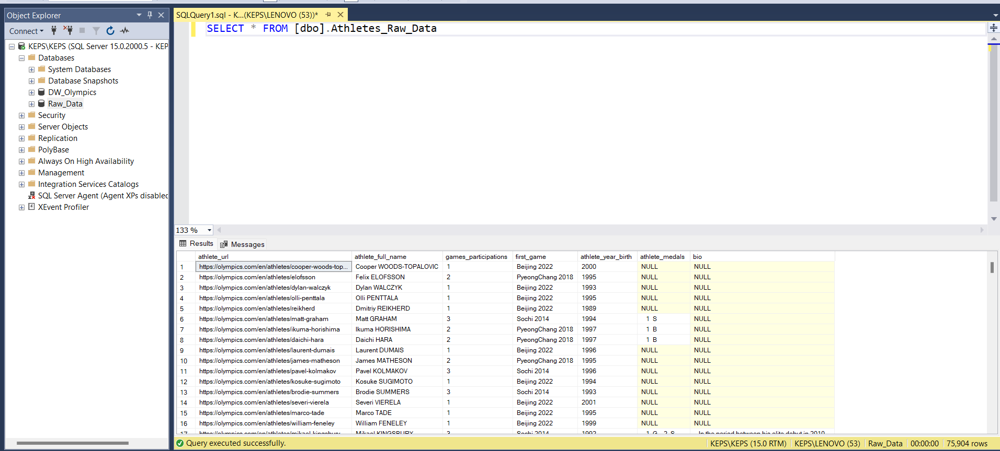 Object Explorer
Connect
KEPS\KEPS (SQL Server 15.0.2000.5 - KEP
Databases
System Databases
Database Snapshots
DW_Olympics
Raw_Data
Security
Server Objects
Replication
PolyBase
Always On High Availability
Management
Integration Services Catalogs
SQL Server Agent (Agent XPs disabled
XEvent Profiler
SQLQuery1.sql - K...(KEPS\LENOVO (53))*
SELECT * FROM [dbo].Athletes_Raw_Data
133 %
Results Messages
athlete_url athlete_full_name games_participations first_game athlete_year_birth athlete_medals bio
1 https://olympics.com/en/athletes/cooper-woods-top... Cooper WOODS-TOPALOVIC 1 Beijing 2022 2000 NULL NULL
2 https://olympics.com/en/athletes/elofsson Felix ELOFSSON 2 PyeongChang 2018 1995 NULL NULL
3 https://olympics.com/en/athletes/dylan-walczyk Dylan WALCZYK 1 Beijing 2022 1993 NULL NULL
4 https://olympics.com/en/athletes/olli-penttala Olli PENTTALA 1 Beijing 2022 1995 NULL NULL
5 https://olympics.com/en/athletes/reikherd Dmitriy REIKHERD 1 Beijing 2022 1989 NULL NULL
6 https://olympics.com/en/athletes/matt-graham Matt GRAHAM 3 Sochi 2014 1994 1 S NULL
7 https://olympics.com/en/athletes/ikuma-horishima Ikuma HORISHIMA 2 PyeongChang 2018 1997 1 B NULL
8 https://olympics.com/en/athletes/daichi-hara Daichi HARA 2 PyeongChang 2018 1997 1 B NULL
9 https://olympics.com/en/athletes/laurent-dumais Laurent DUMAIS 1 Beijing 2022 1996 NULL NULL
10 https://olympics.com/en/athletes/james-matheson James MATHESON 2 PyeongChang 2018 1995 NULL NULL
11 https://olympics.com/en/athletes/pavel-kolmakov Pavel KOLMAKOV 3 Sochi 2014 1996 NULL NULL
12 https://olympics.com/en/athletes/kosuke-sugimoto Kosuke SUGIMOTO 1 Beijing 2022 1994 NULL NULL
13 https://olympics.com/en/athletes/brodie-summers Brodie SUMMERS 3 Sochi 2014 1993 NULL NULL
14 https://olympics.com/en/athletes/severi-vierela Severi VIERELA 1 Beijing 2022 2001 NULL NULL
15 https://olympics.com/en/athletes/marco-tade Marco TADE 1 Beijing 2022 1995 NULL NULL
16 https://olympics.com/en/athletes/william-feneley William FENELEY 1 Beijing 2022 1999 NULL NULL
17 https://olympics.com/en/athletes/mikael-kingsbury Mikael KINGSBURY 3 Sochi 2014 1992 1 G 2 S In the period between his elite debut in 2010
Query executed successfully. KEPS\KEPS (15.0 RTM) KEPS\LENOVO (53) Raw_Data 00:00:00 75,904 rows